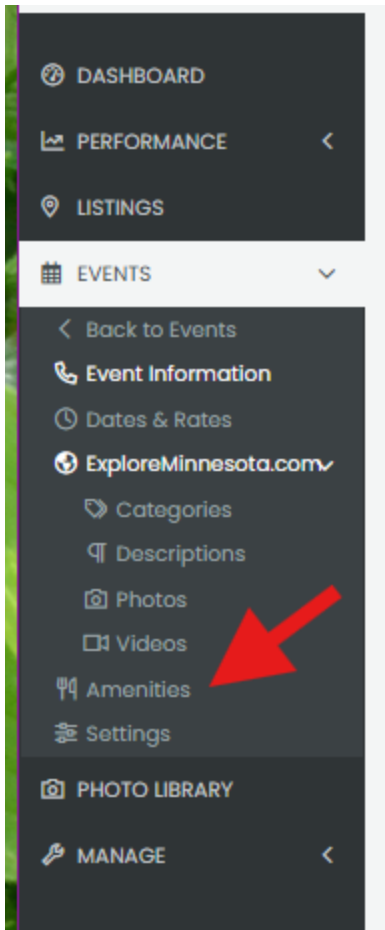 DASHBOARD
PERFORMANCE
LISTINGS
EVENTS
Back to Events
Event Information
Dates & Rates
ExploreMinnesota.com
Categories
Descriptions
Photos
Videos
Amenities
Settings
PHOTO LIBRARY
MANAGE